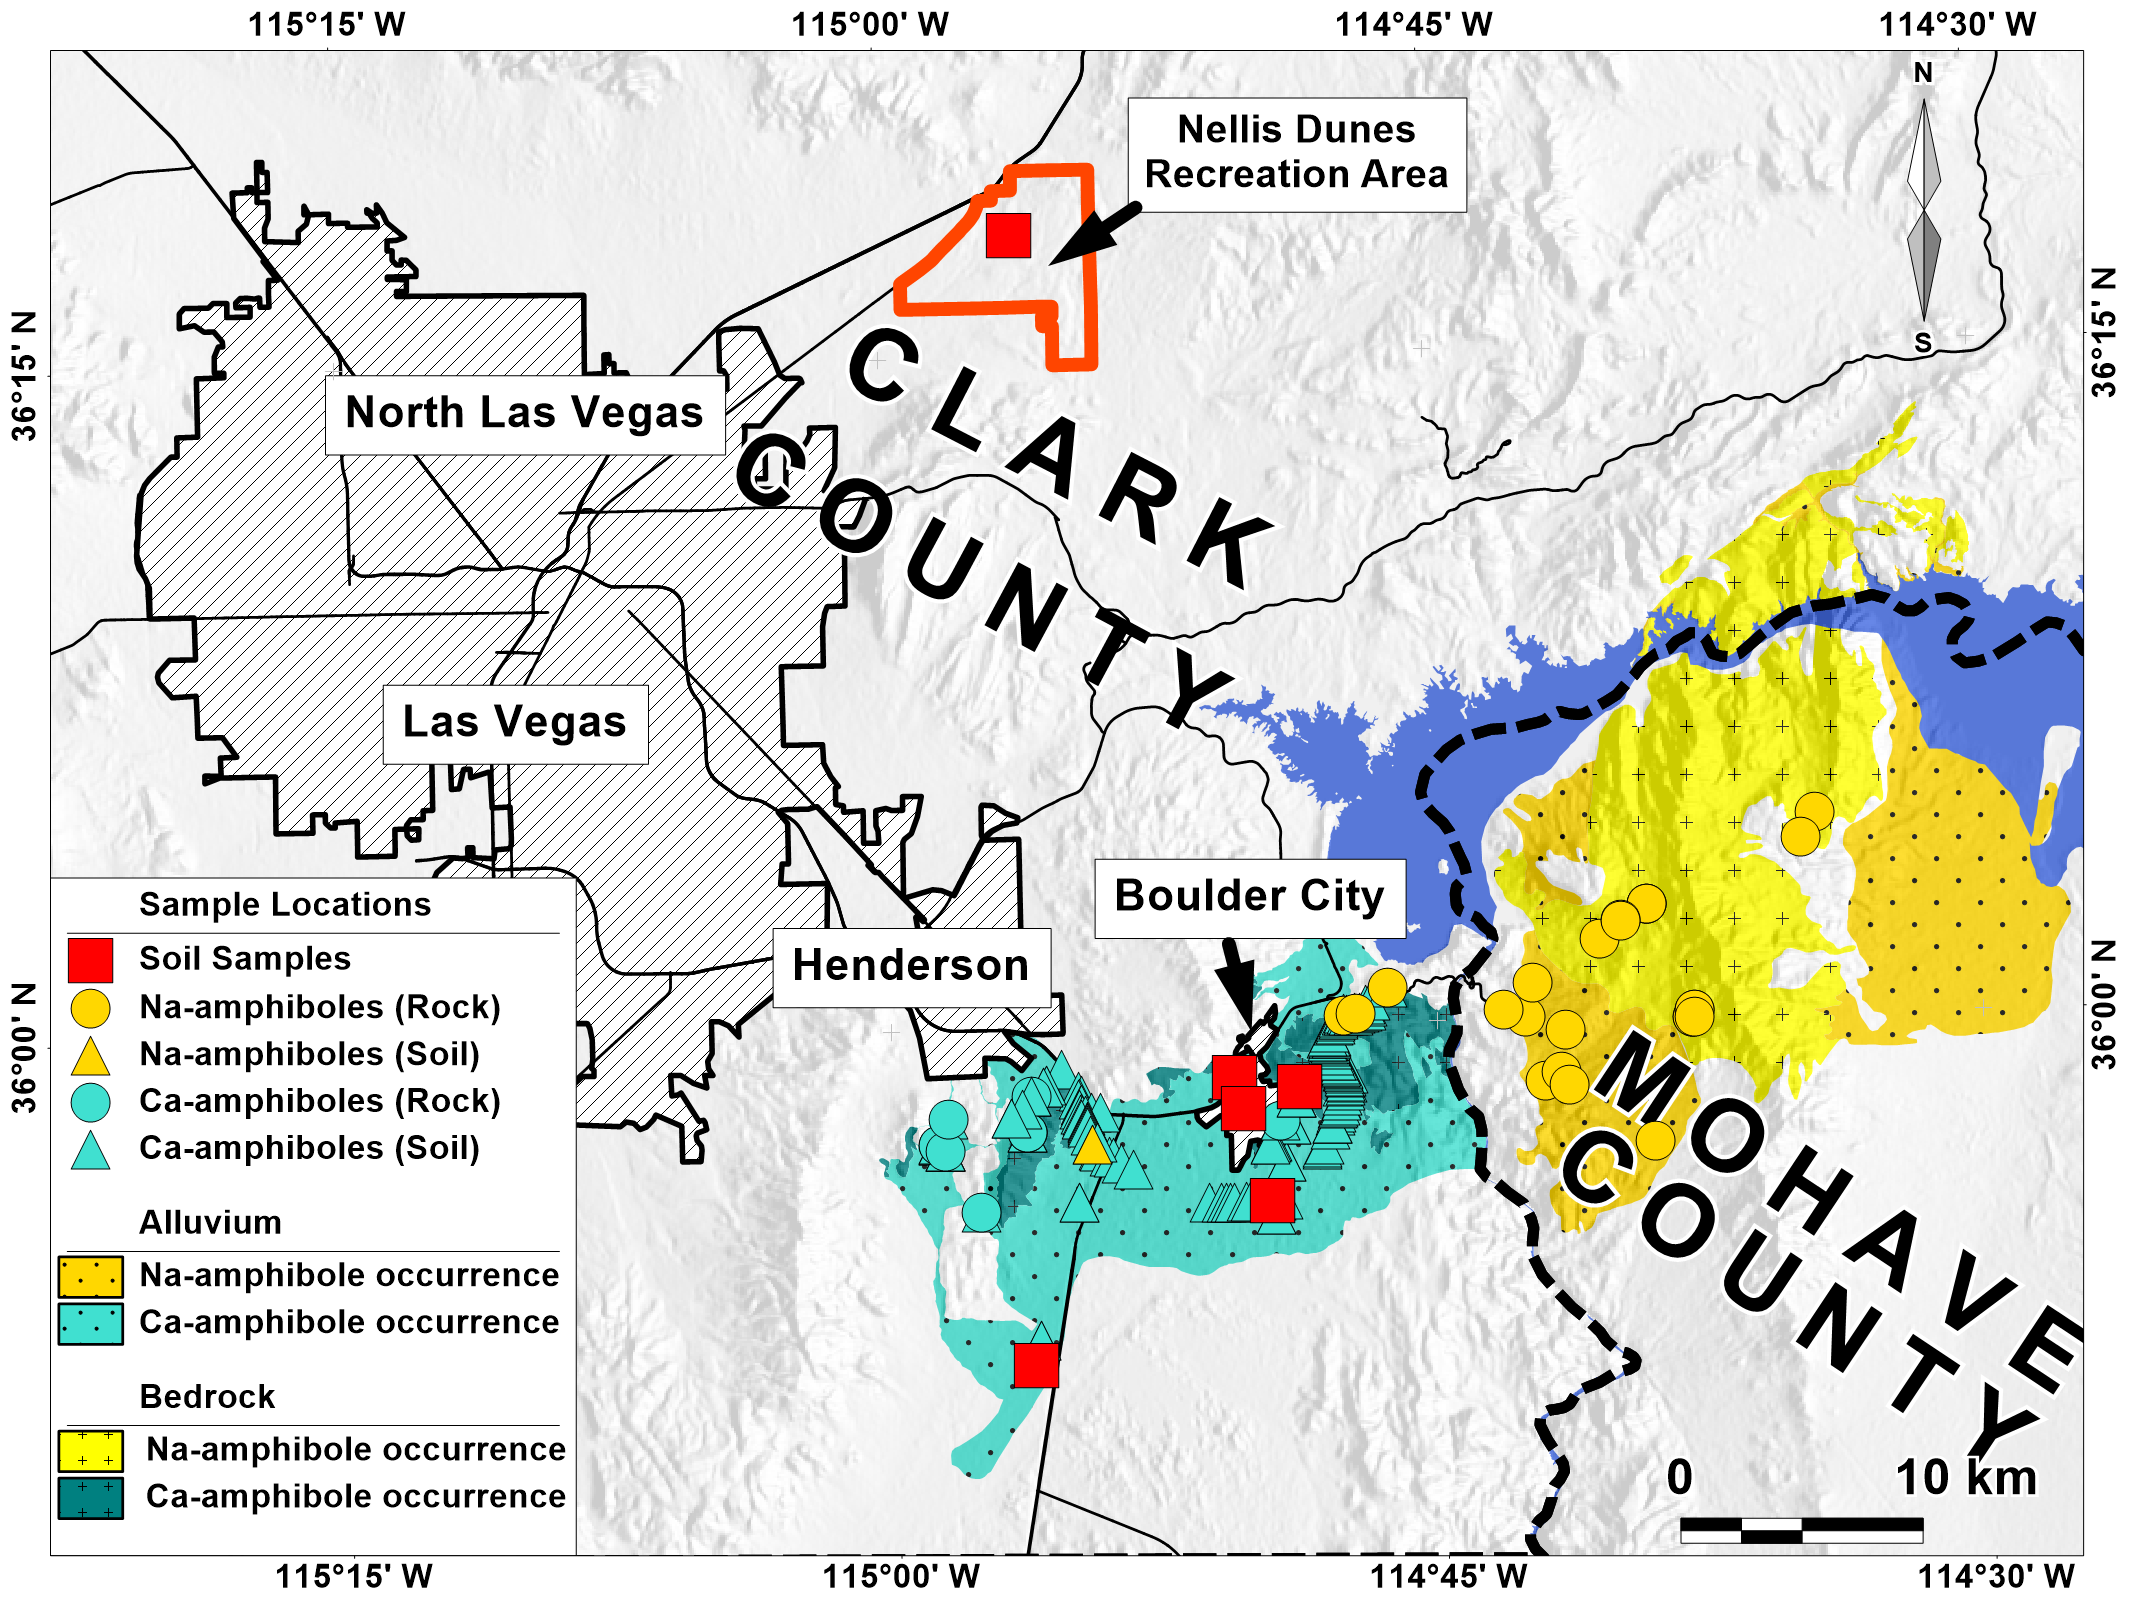 115°15' W
115°00' W
114°45' W
114°30' W
N
Nellis Dunes
Recreation Area
S
36°15' N
36°15' N
CLARK
COUNTY
North Las Vegas
Las Vegas
Boulder City
Henderson
36°00' N
36°00' N
MOHAVE
COUNTY
Sample Locations
Soil Samples
Na-amphiboles (Rock)
Na-amphiboles (Soil)
Ca-amphiboles (Rock)
Ca-amphiboles (Soil)
Alluvium
Na-amphibole occurrence
Ca-amphibole occurrence
Bedrock
Na-amphibole occurrence
Ca-amphibole occurrence
0
10 km
115°15' W
115°00' W
114°45' W
114°30' W